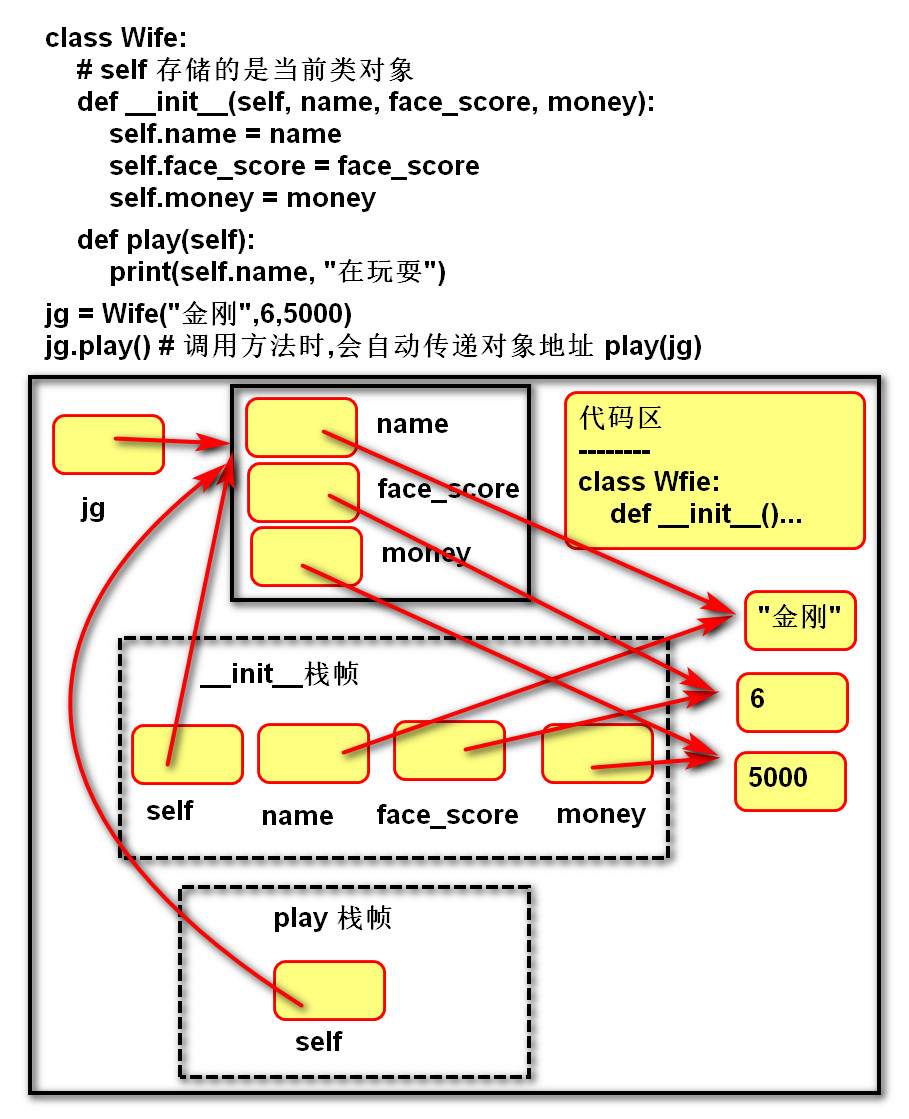 class Wife:
# self 存储的是当前类对象
def __init__(self, name, face_score, money):
self.name = name
self.face_score = face_score
self.money = money
def play(self):
print(self.name, "在玩耍")
jg = Wife("金刚",6,5000)
jg.play() # 调用方法时,会自动传递对象地址 play(jg)
jg
name
face_score
money
代码区
--------
class Wfie:
def __init__()...
"金刚"
6
5000
__init__栈帧
self
name
face_score
money
play 栈帧
self